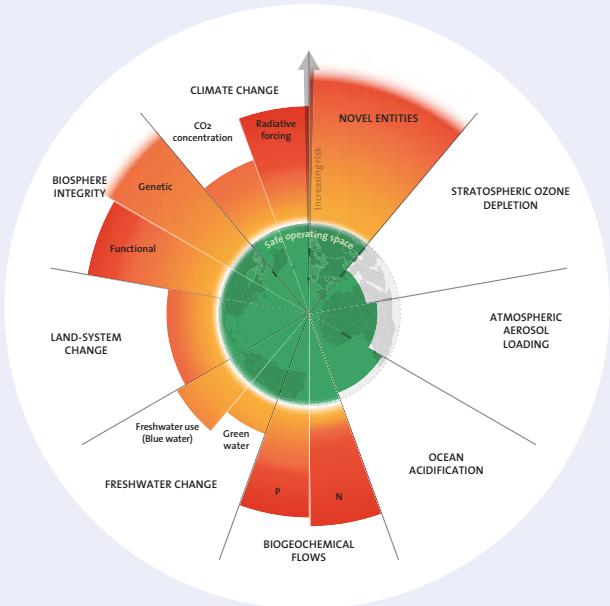 CLIMATE CHANGE
CO2
concentration
Radiative
forcing
NOVEL ENTITIES
Increasing risk
BIOSPHERE
INTEGRITY
Genetic
Functional
STRATOSPHERIC OZONE
DEPLETION
Safe operating space
LAND-SYSTEM
CHANGE
ATMOSPHERIC
AEROSOL
LOADING
Freshwater use
(Blue water)
Green
water
FRESHWATER CHANGE
OCEAN
ACIDIFICATION
P
N
BIOGEOCHEMICAL
FLOWS